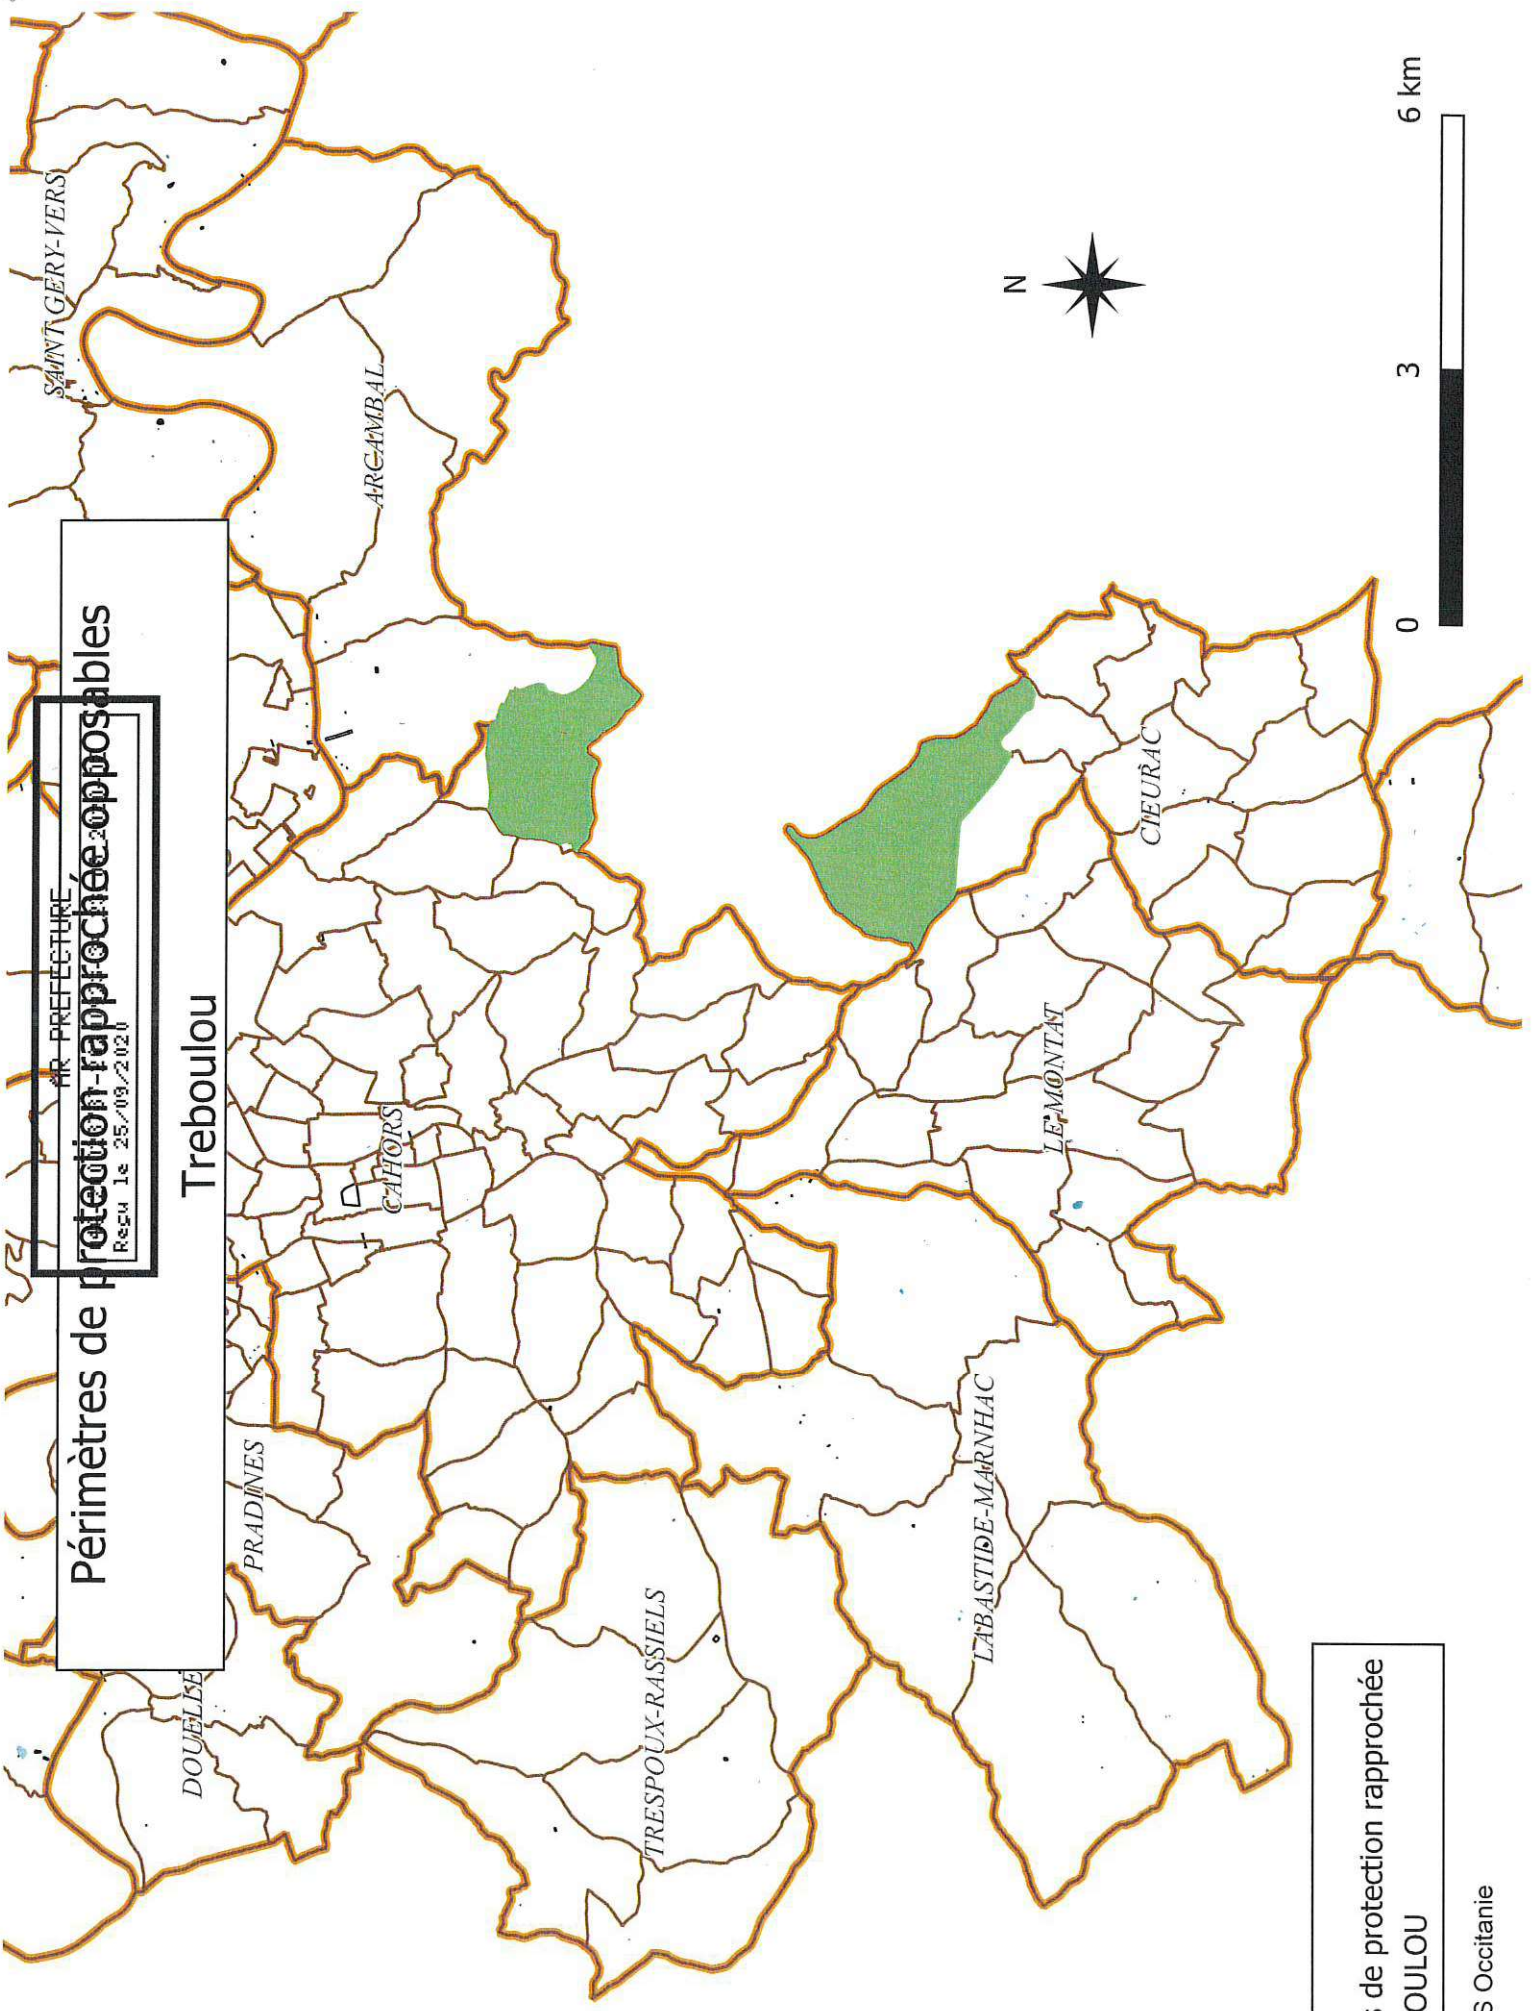 Périmètres de protection rapprochée opposables
Treboulou
AR PREFECTURE
Reçu le 25/09/2020
SAINT GERY-VERS
ARCAMBAL
CAHORS
PRADINES
DOUELLE
TRESPOUX-RASSIELS
LABASTIDE-MARNHAC
LE MONTAT
CIEURAC
N
0 3 6 km
de protection rapprochée
OULOU
S Occitanie